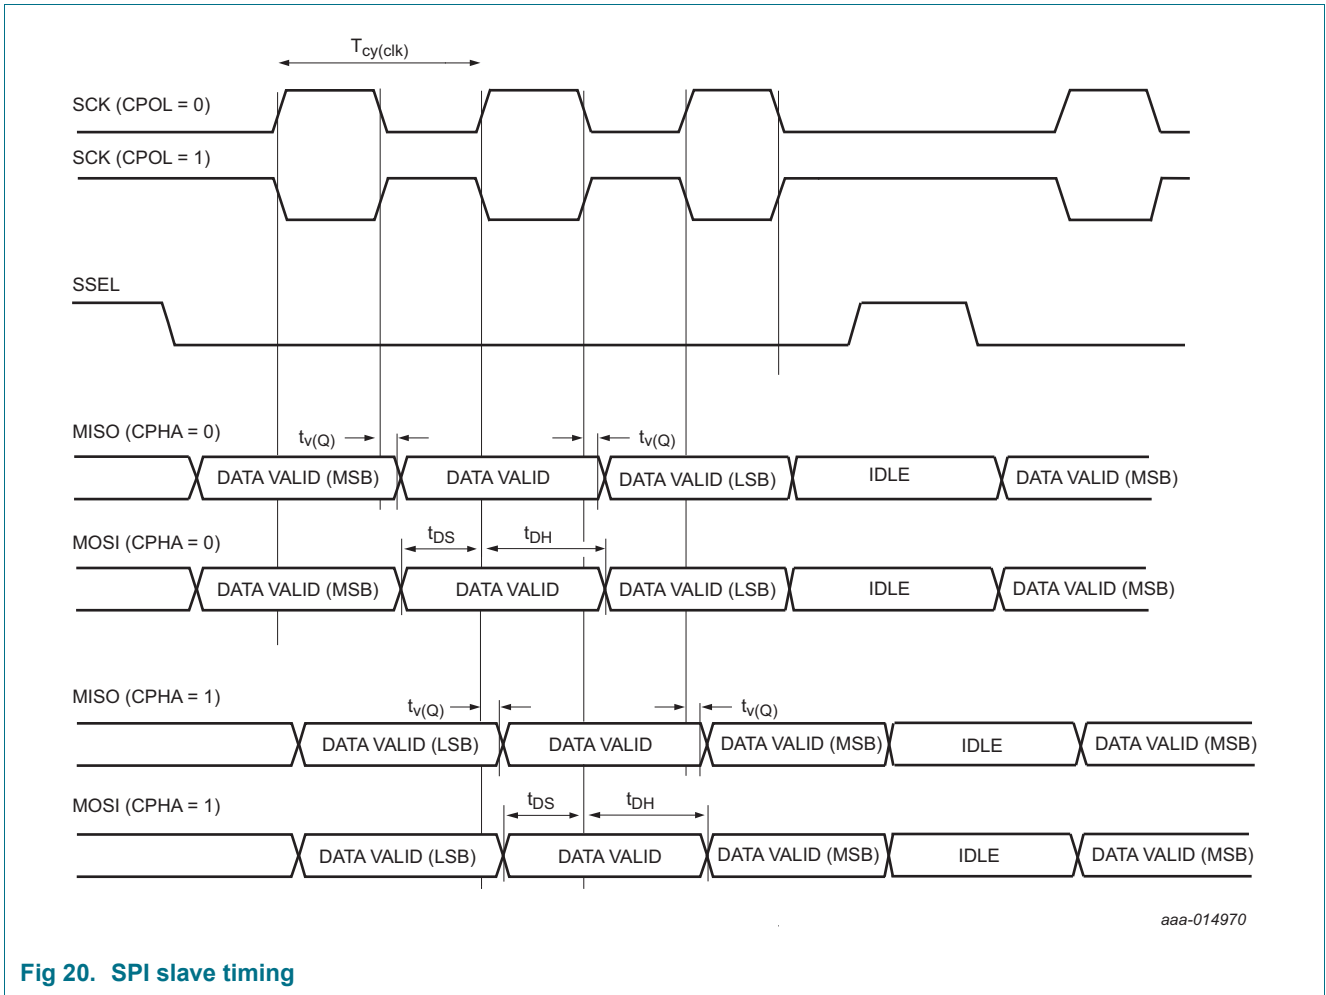 Tcy(clk)
SCK (CPOL = 0)
SCK (CPOL = 1)
SSEL
MISO (CPHA = 0)
tv(Q) tv(Q)
DATA VALID (MSB) DATA VALID DATA VALID (LSB) IDLE DATA VALID (MSB)
MOSI (CPHA = 0)
tDS tDH
DATA VALID (MSB) DATA VALID DATA VALID (LSB) IDLE DATA VALID (MSB)
MISO (CPHA = 1)
tv(Q) tv(Q)
DATA VALID (LSB) DATA VALID DATA VALID (MSB) IDLE DATA VALID (MSB)
MOSI (CPHA = 1)
tDS tDH
DATA VALID (LSB) DATA VALID DATA VALID (MSB) IDLE DATA VALID (MSB)
aaa-014970
Fig 20. SPI slave timing